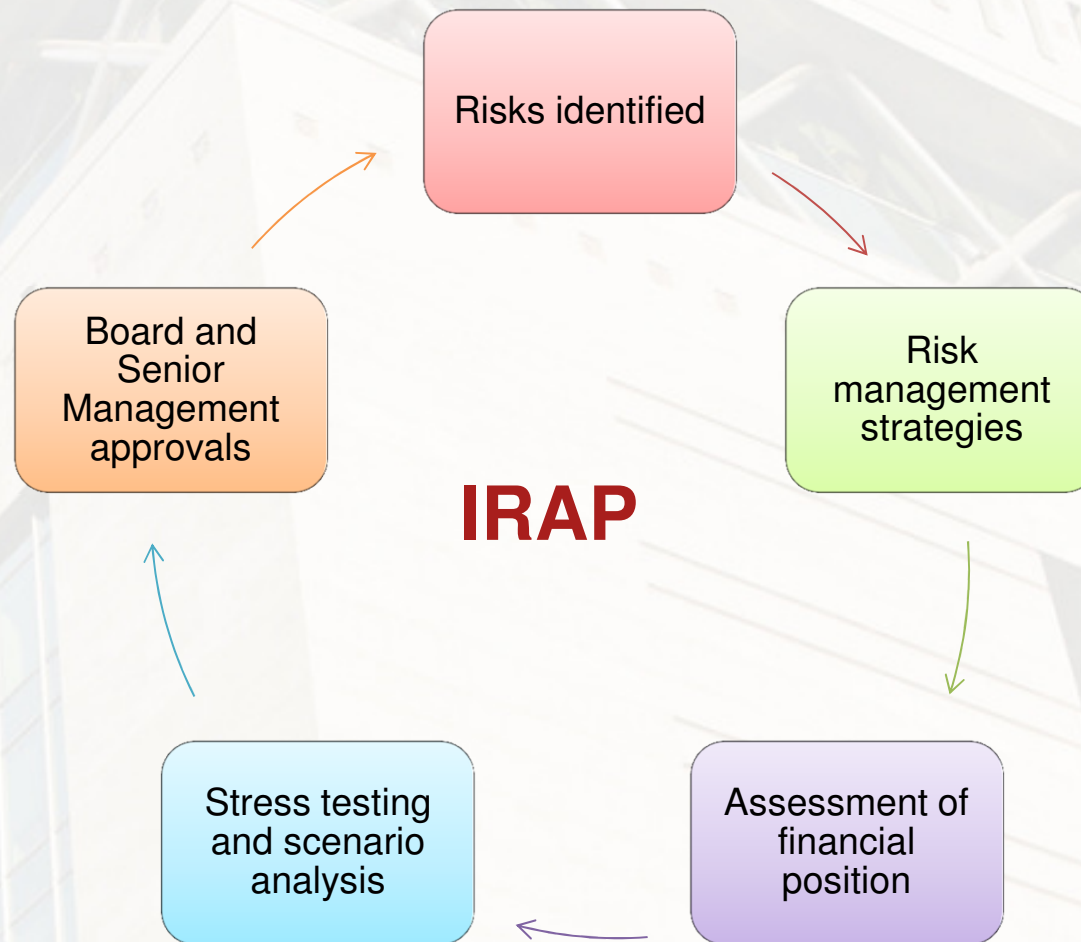 Risks identified
Risk
management
strategies
Assessment of
financial
position
Stress testing
and scenario
analysis
Board and
Senior
Management
approvals
IRAP